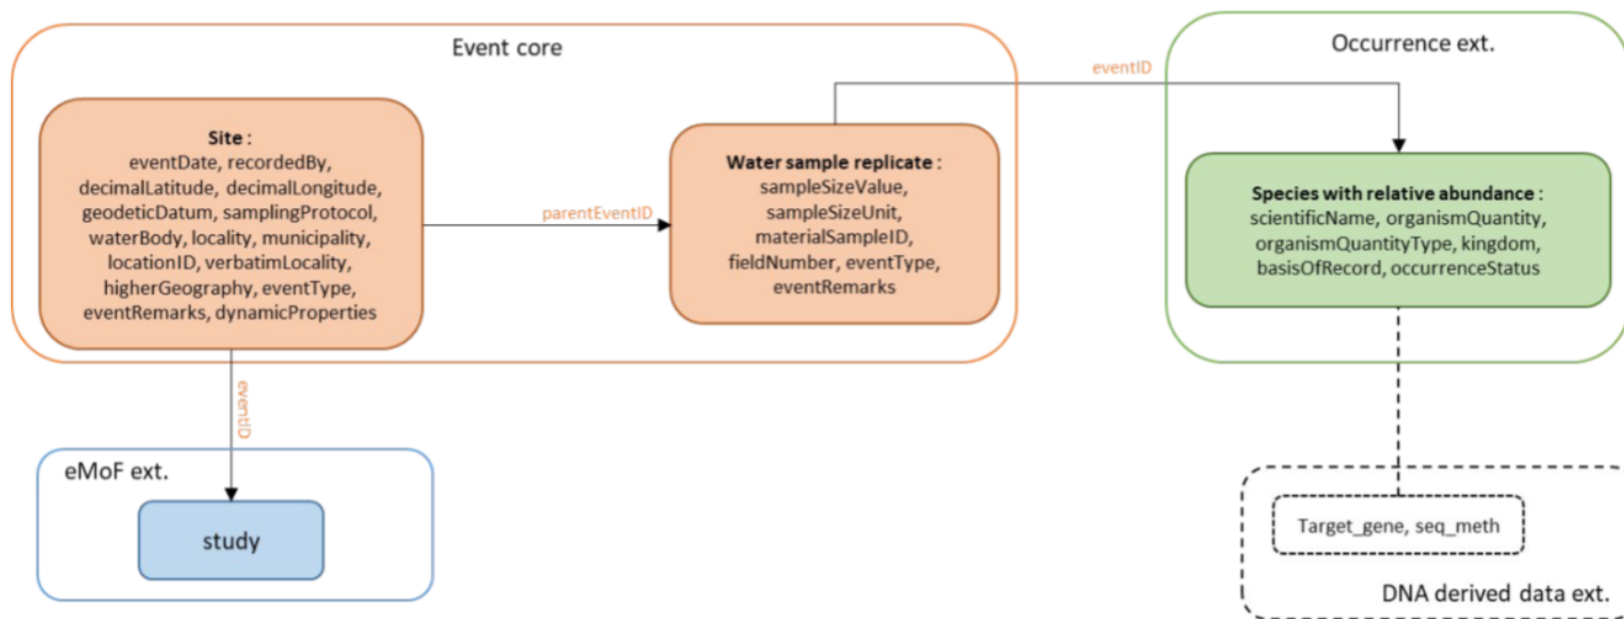 Event core
Site :
eventDate, recordedBy,
decimalLatitude, decimalLongitude,
geodeticDatum, samplingProtocol,
waterBody, locality, municipality,
locationID, verbatimLocality,
higherGeography, eventType,
eventRemarks, dynamicProperties
parentEventID
Water sample replicate :
sampleSizeValue,
sampleSizeUnit,
materialSampleID,
fieldNumber, eventType,
eventRemarks
eventID
Occurrence ext.
Species with relative abundance :
scientificName, organismQuantity,
organismQuantityType, kingdom,
basisOfRecord, occurrenceStatus
eventID
eMoF ext.
study
Target_gene, seq_meth
DNA derived data ext.